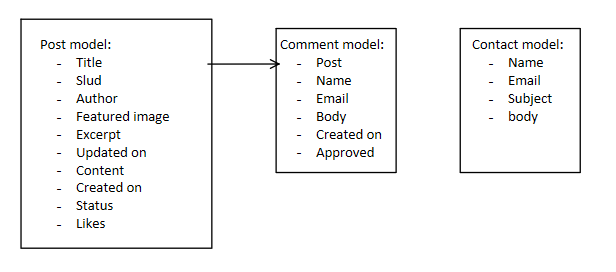 Post model:
- Title
- Slud
- Author
- Featured image
- Excerpt
- Updated on
- Content
- Created on
- Status
- Likes
Comment model:
- Post
- Name
- Email
- Body
- Created on
- Approved
Contact model:
- Name
- Email
- Subject
- body